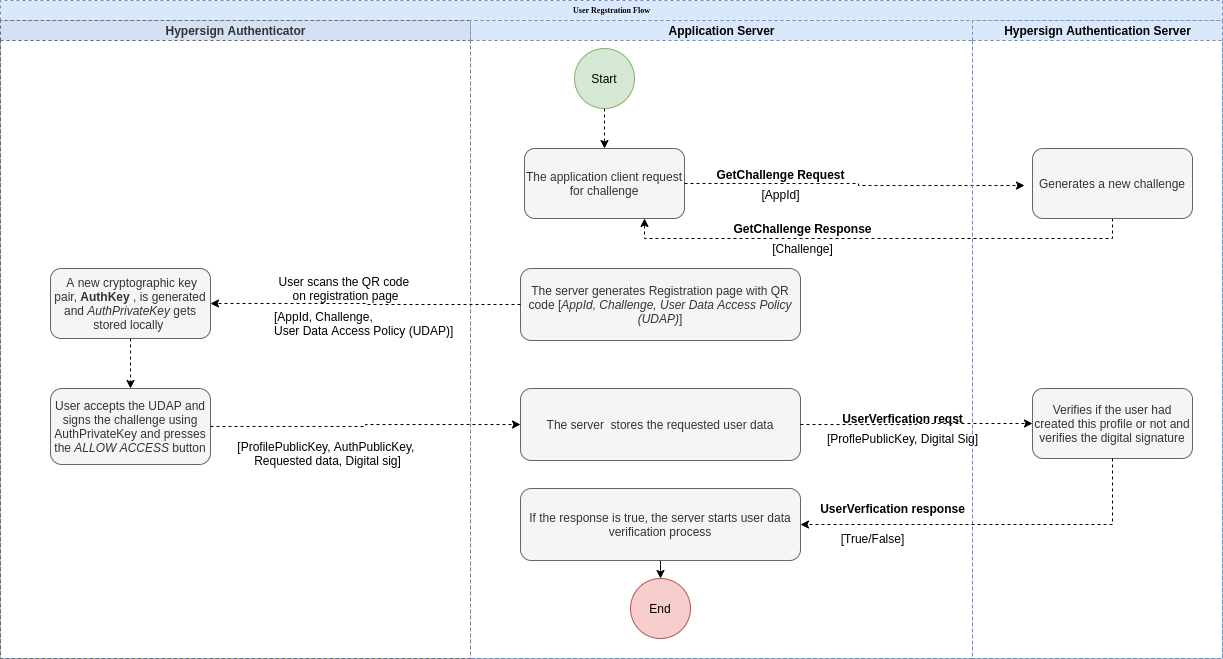 User Regstration Flow
Hypersign Authenticator
Application Server
Hypersign Authentication Server
Start
The application client request
for challenge
GetChallenge Request
[AppId]
Generates a new challenge
GetChallenge Response
[Challenge]
A new cryptographic key
pair, AuthKey , is generated
and AuthPrivateKey gets
stored locally
User scans the QR code
on registration page
[AppId, Challenge,
User Data Access Policy (UDAP)]
The server generates Registration page with QR
code [AppId, Challenge, User Data Access Policy
(UDAP)]
User accepts the UDAP and
signs the challenge using
AuthPrivateKey and presses
the ALLOW ACCESS button
[ProfilePublicKey, AuthPublicKey,
Requested data, Digital sig]
The server  stores the requested user data
UserVerfication reqst
[ProflePublicKey, Digital Sig]
Verifies if the user had
created this profile or not and
verifies the digital signature
If the response is true, the server starts user data
verification process
UserVerfication response
[True/False]
End